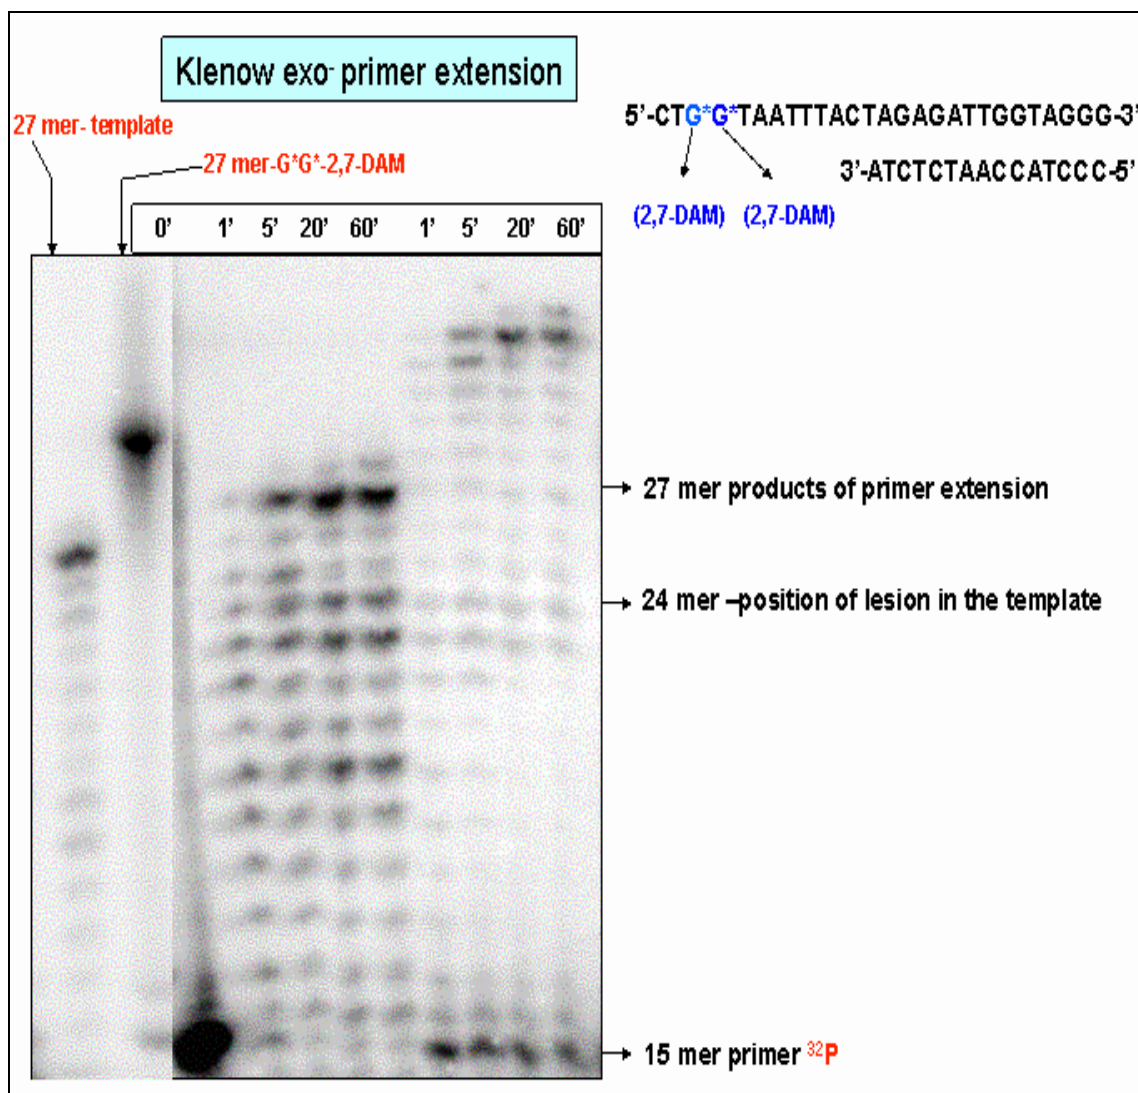 Klenow exo- primer extension
27 mer- template
27 mer-G*G*-2,7-DAM
5'-CTG*G*TAATTTACTAGAGATTGGTAGGG-3'
3'-ATCTCTAACCATCCC-5'
(2,7-DAM) (2,7-DAM)
0' 1' 5' 20' 60' 1' 5' 20' 60'
27 mer products of primer extension
24 mer –position of lesion in the template
15 mer primer 32P